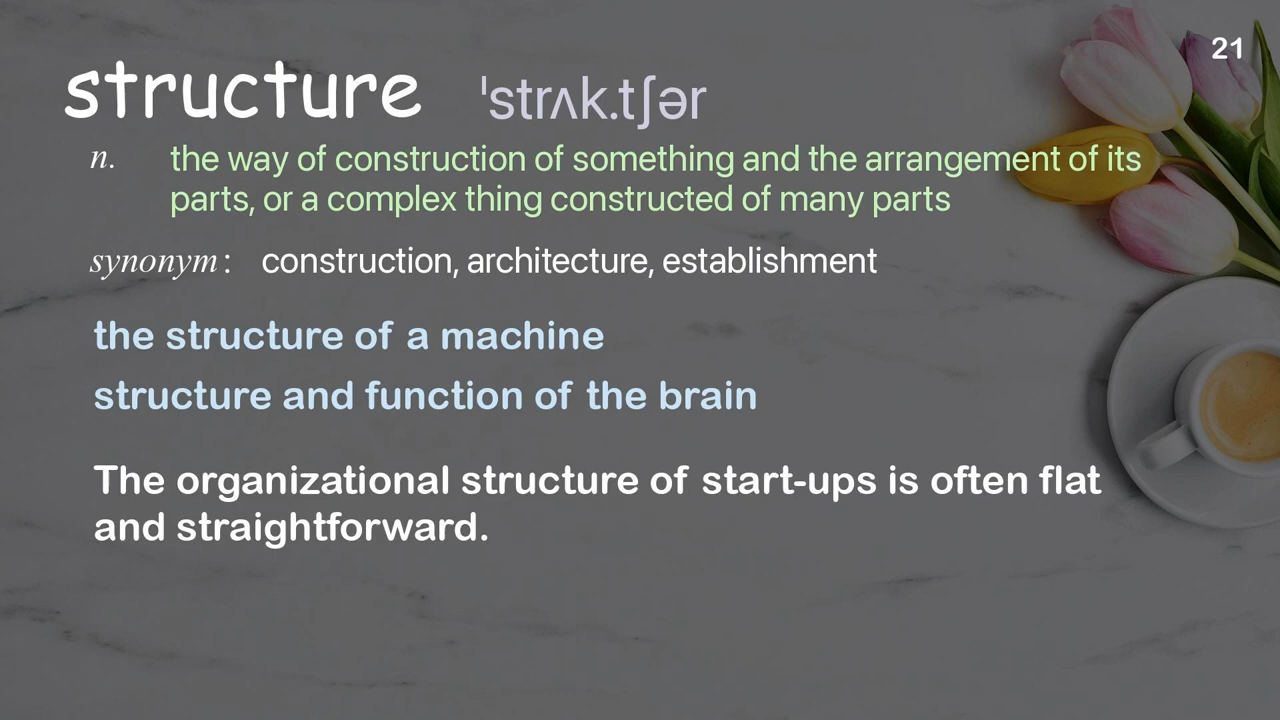 21
structure ˈstrʌk.tʃər
n. the way of construction of something and the arrangement of its
parts, or a complex thing constructed of many parts
synonym: construction, architecture, establishment
the structure of a machine
structure and function of the brain
The organizational structure of start-ups is often flat
and straightforward.